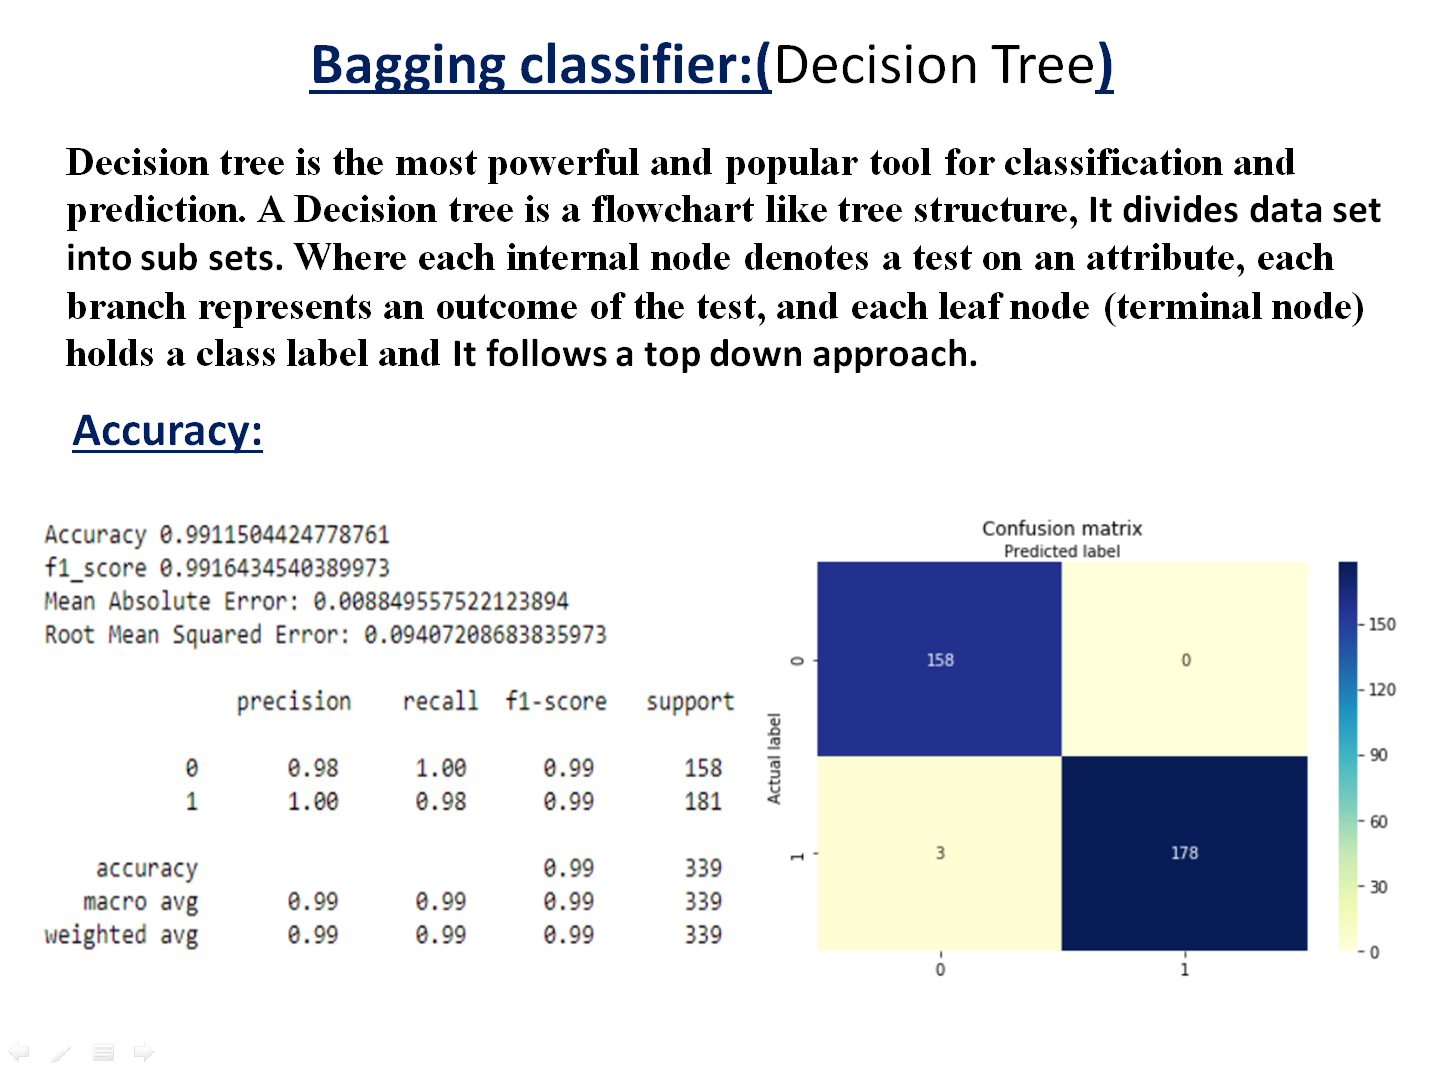 Bagging classifier:(Decision Tree)
Decision tree is the most powerful and popular tool for classification and
prediction. A Decision tree is a flowchart like tree structure, It divides data set
into sub sets. Where each internal node denotes a test on an attribute, each
branch represents an outcome of the test, and each leaf node (terminal node)
holds a class label and It follows a top down approach.
Accuracy:
Accuracy 0.9911504424778761
f1_score 0.9916434540389973
Mean Absolute Error: 0.008849557522123894
Root Mean Squared Error: 0.09407208683835973
precision recall f1-score support
0 0.98 1.00 0.99 158
1 1.00 0.98 0.99 181
accuracy 0.99 339
macro avg 0.99 0.99 0.99 339
weighted avg 0.99 0.99 0.99 339
Confusion matrix
Predicted label
Actual label
0
158
0
1
3
178
0
1
150
120
90
60
30
0